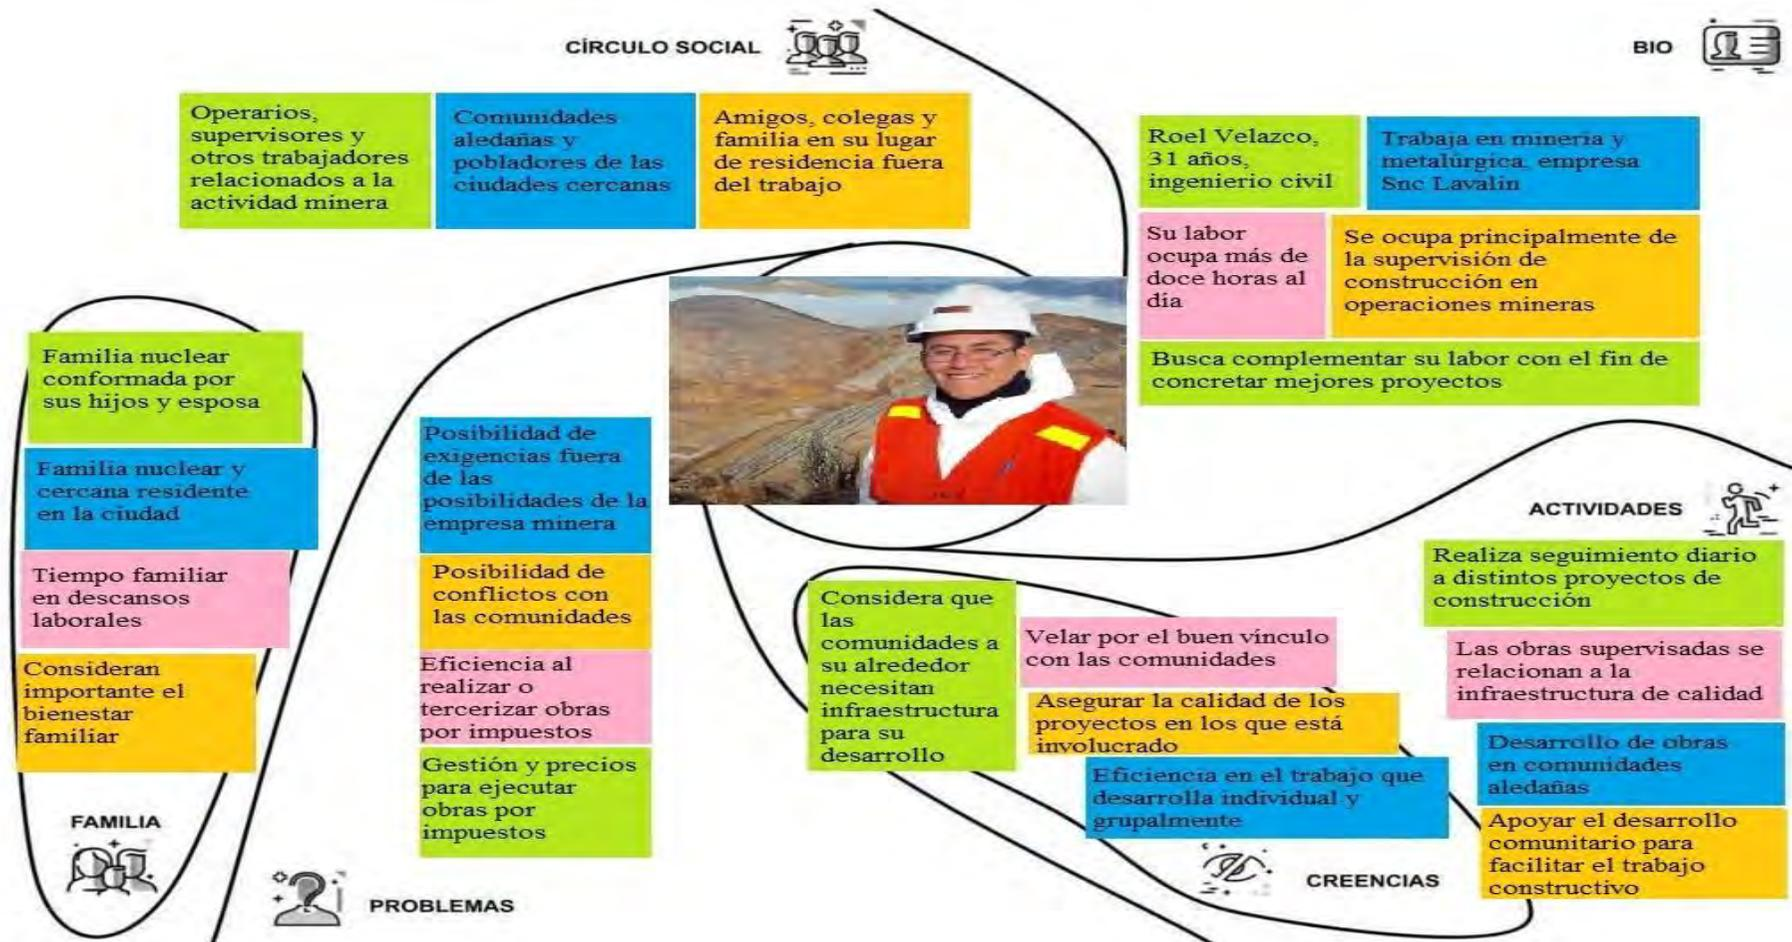 CÍRCULO SOCIAL
Operarios,
supervisores y
otros trabajadores
relacionados a la
actividad minera
Comunidades
aledañas y
pobladores de las
ciudades cercanas
Amigos, colegas y
familia en su lugar
de residencia fuera
del trabajo
BIO
Roel Velazco,
31 años,
ingenierio civil
Trabaja en minería y
metalúrgica, empresa
Snc Lavalin
Su labor
ocupa más de
doce horas al
día
Se ocupa principalmente de
la supervisión de
construcción en
operaciones mineras
Busca complementar su labor con el fin de
concretar mejores proyectos
Familia nuclear
conformada por
sus hijos y esposa
Familia nuclear y
cercana residente
en la ciudad
Tiempo familiar
en descansos
laborales
Consideran
importante el
bienestar
familiar
FAMILIA
Posibilidad de
exigencias fuera
de las
posibilidades de la
empresa minera
Posibilidad de
conflictos con
las comunidades
Eficiencia al
realizar o
tercerizar obras
por impuestos
Gestión y precios
para ejecutar
obras por
impuestos
PROBLEMAS
Considera que
las
comunidades a
su alrededor
necesitan
infraestructura
para su
desarrollo
Velar por el buen vínculo
con las comunidades
Asegurar la calidad de los
proyectos en los que está
involucrado
Eficiencia en el trabajo que
desarrolla individual y
grupalmente
CREENCIAS
ACTIVIDADES
Realiza seguimiento diario
a distintos proyectos de
construcción
Las obras supervisadas se
relacionan a la
infraestructura de calidad
Desarrollo de obras
en comunidades
aledañas
Apoyar el desarrollo
comunitario para
facilitar el trabajo
constructivo